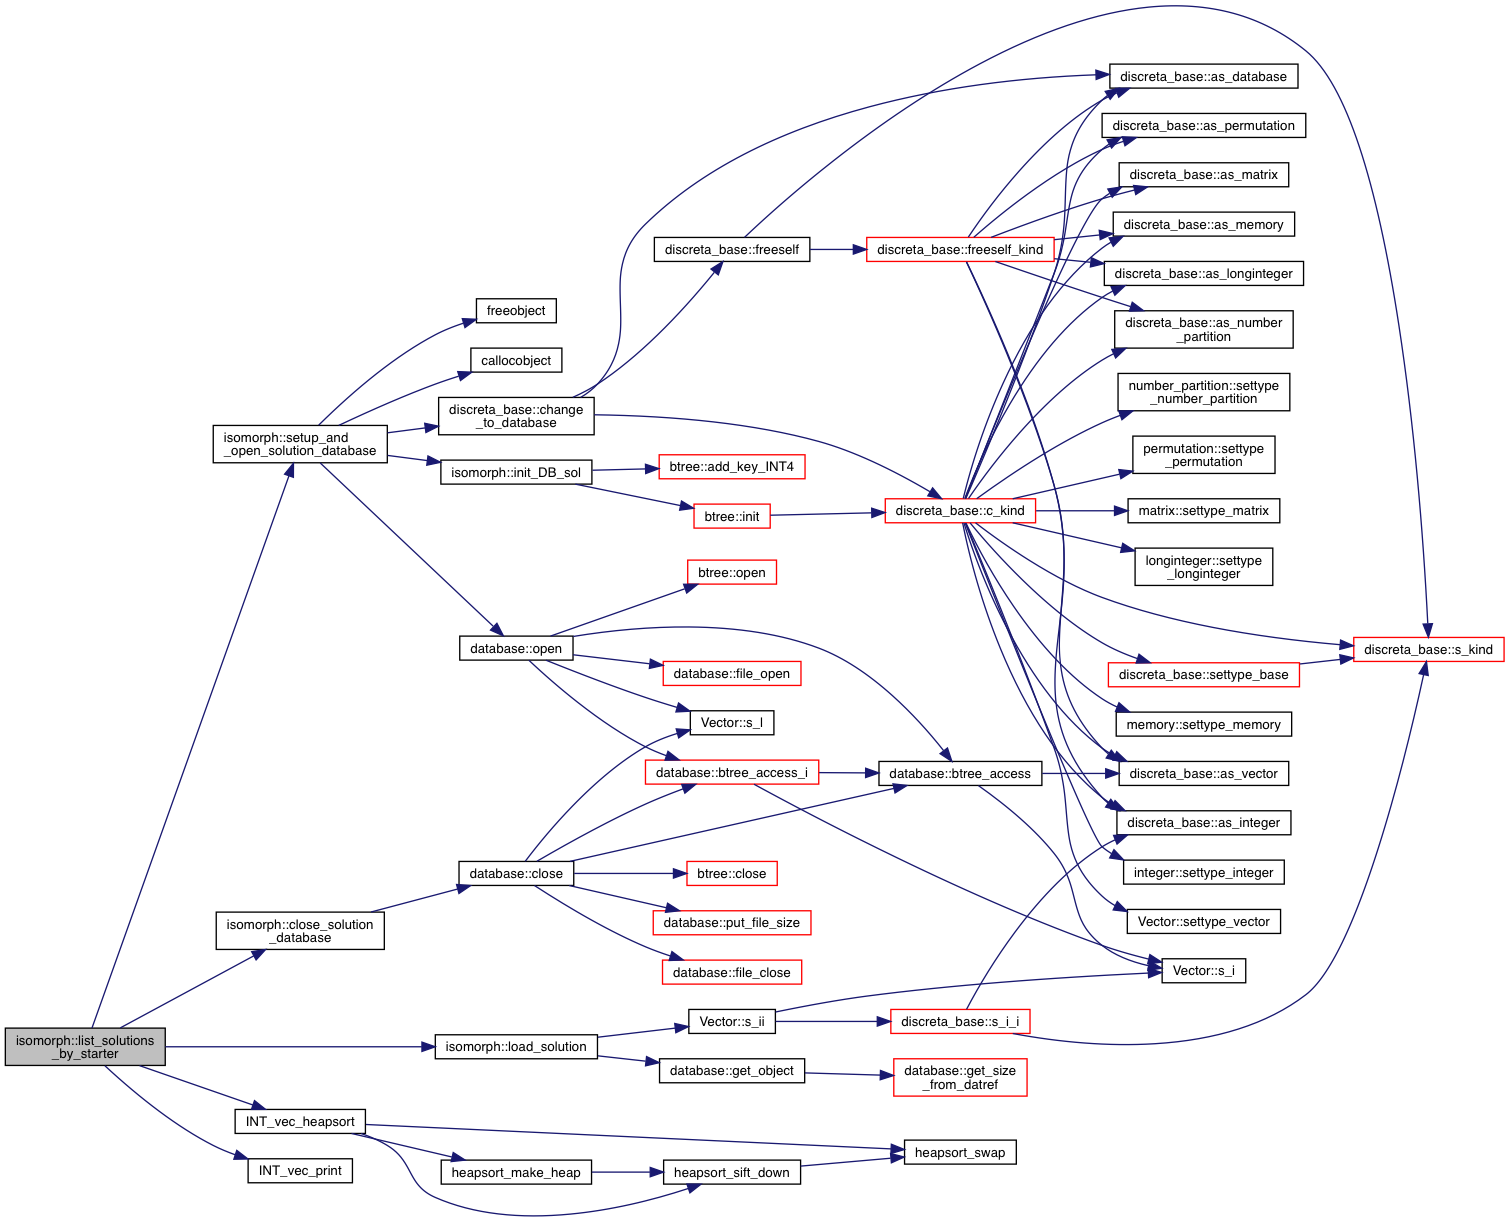 isomorph::list_solutions
_by_starter
isomorph::setup_and
_open_solution_database
isomorph::close_solution
_database
INT_vec_heapsort
INT_vec_print
freeobject
callocobject
discreta_base::change
_to_database
isomorph::init_DB_sol
database::open
database::close
isomorph::load_solution
heapsort_make_heap
discreta_base::freeself
btree::add_key_INT4
btree::init
btree::open
database::file_open
Vector::s_l
database::btree_access_i
btree::close
database::put_file_size
database::file_close
Vector::s_ii
database::get_object
heapsort_sift_down
discreta_base::freeself_kind
discreta_base::c_kind
database::btree_access
discreta_base::s_i_i
database::get_size
_from_datref
heapsort_swap
discreta_base::as_database
discreta_base::as_permutation
discreta_base::as_matrix
discreta_base::as_memory
discreta_base::as_longinteger
discreta_base::as_number
_partition
number_partition::settype
_number_partition
permutation::settype
_permutation
matrix::settype_matrix
longinteger::settype
_longinteger
discreta_base::settype_base
memory::settype_memory
discreta_base::as_vector
discreta_base::as_integer
integer::settype_integer
Vector::settype_vector
Vector::s_i
discreta_base::s_kind